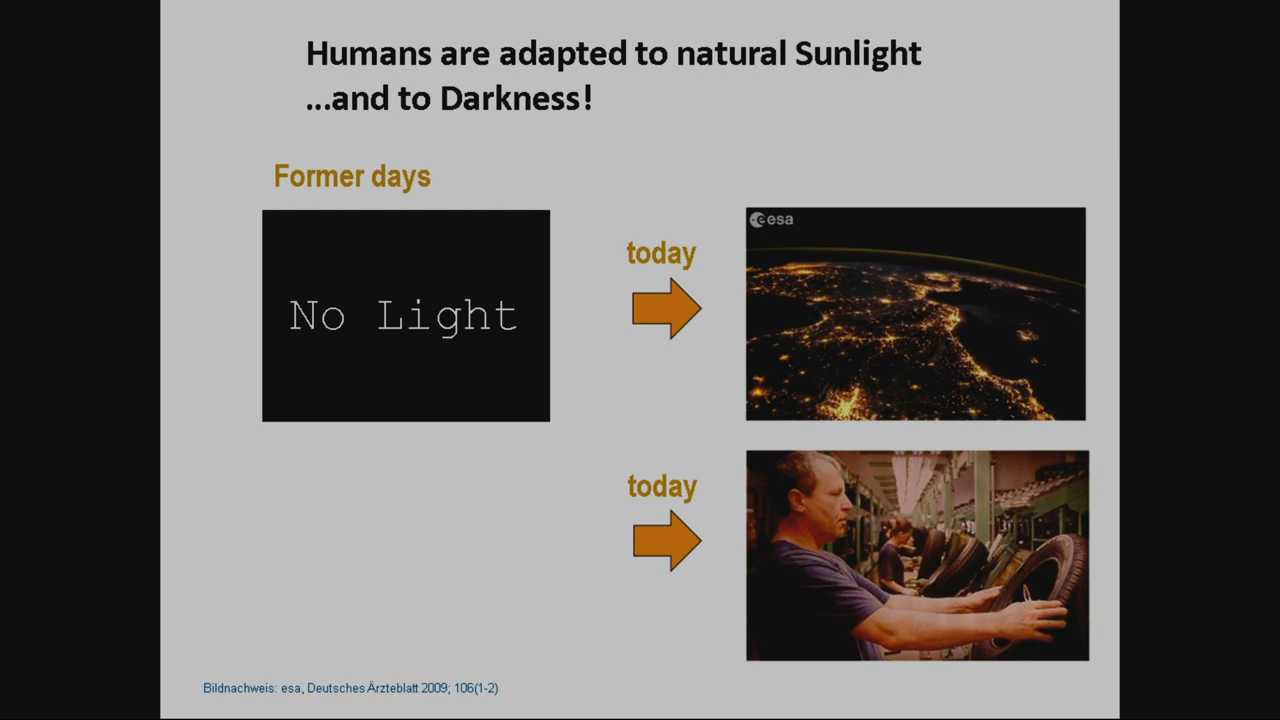 Humans are adapted to natural Sunlight
...and to Darkness!
Former days
No Light
today
esa
today
Bildnachweis: esa, Deutsches Ärzteblatt 2009; 106(1-2)